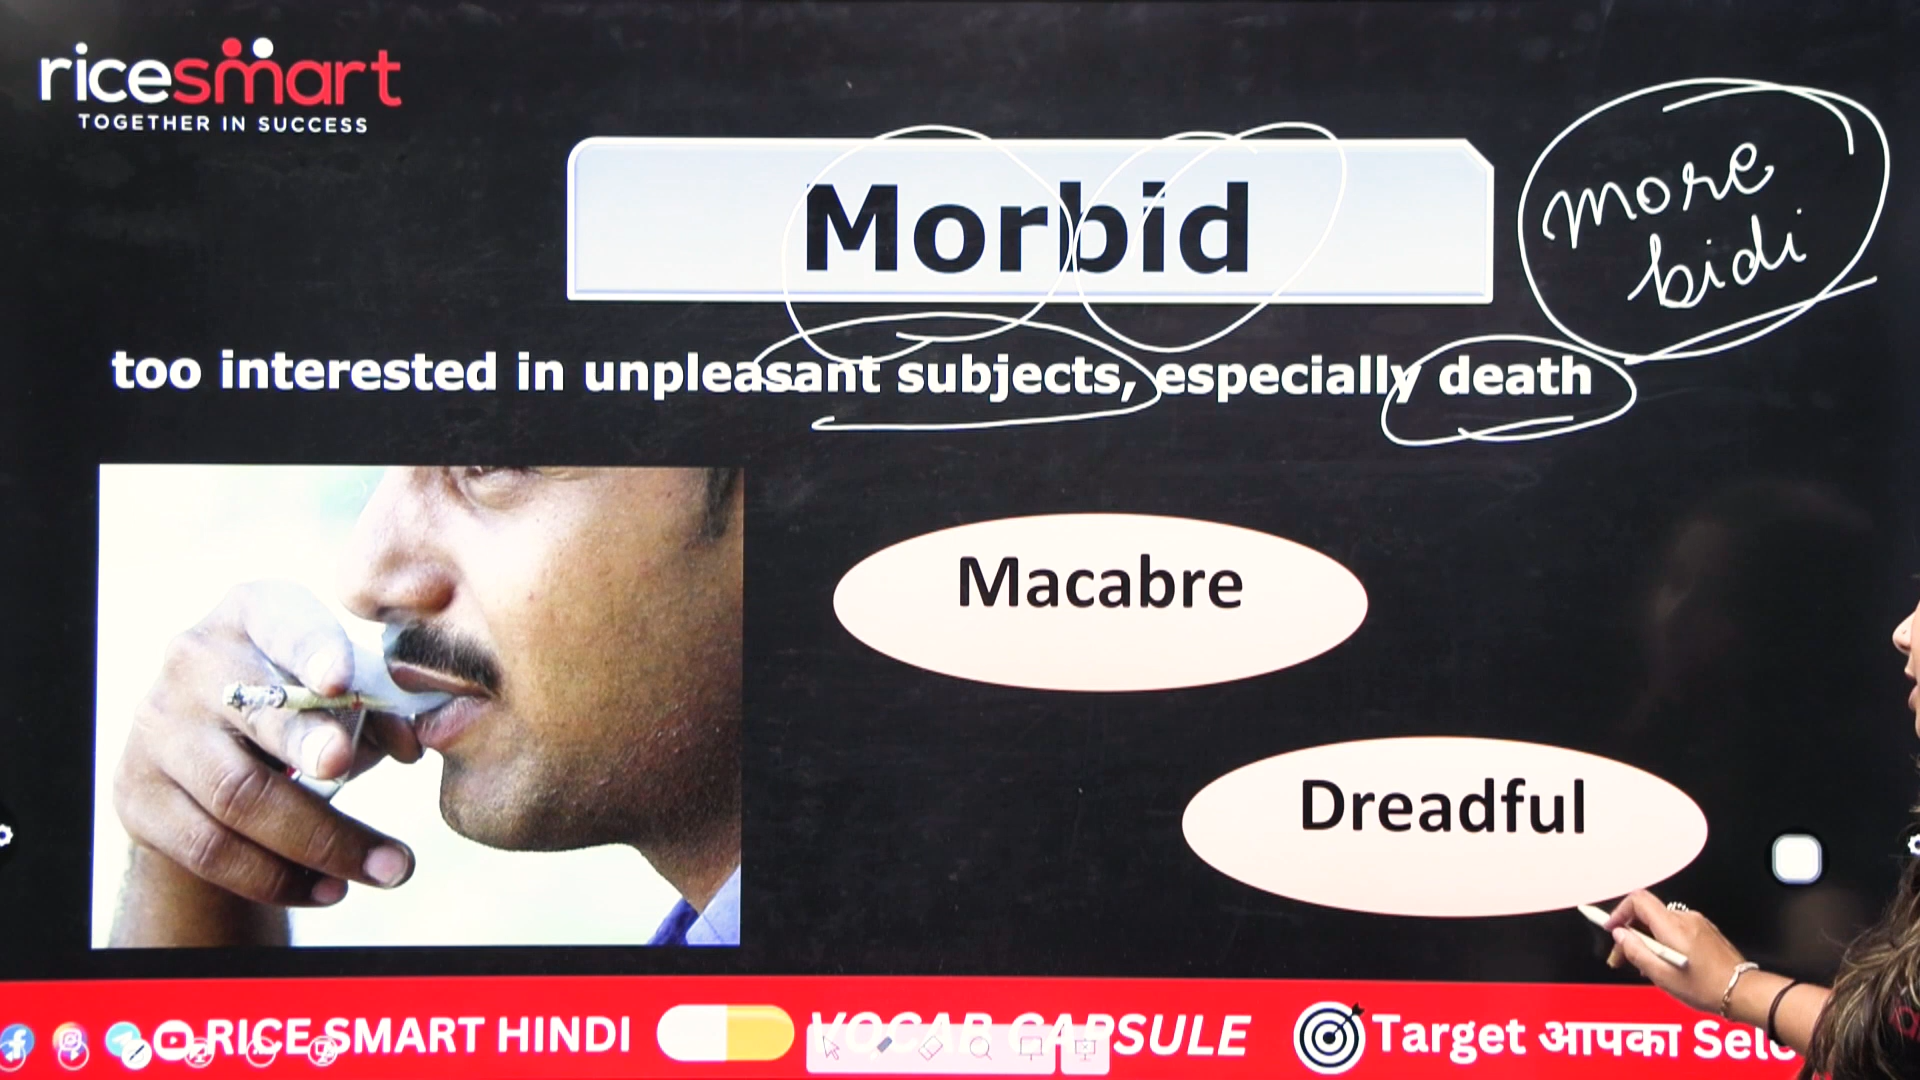 ricesmart
TOGETHER IN SUCCESS
Morbid
more
bidi
too interested in unpleasant subjects, especially death
Macabre
Dreadful
RICE SMART HINDI
VOCAB CAPSULE
Target आपका Sele